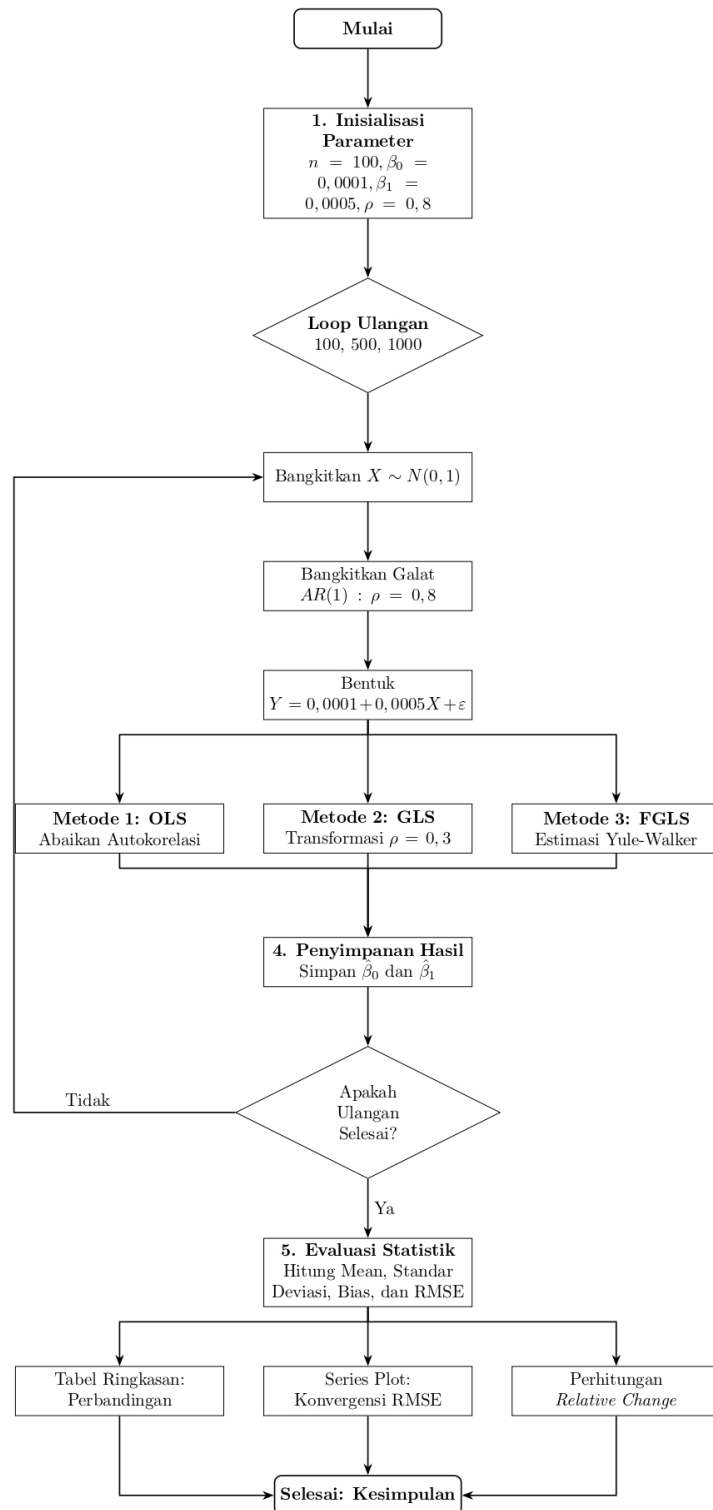 Mulai
1. Inisialisasi
Parameter
n = 100, β₀ =
0,0001, β₁ =
0,0005, ρ = 0,8
Loop Ulangan
100, 500, 1000
Bangkitkan X ∼ N(0, 1)
Bangkitkan Galat
AR(1) : ρ = 0,8
Bentuk
Y = 0,0001+0,0005X+ε
Metode 1: OLS
Abaikan Autokorelasi
Metode 2: GLS
Transformasi ρ = 0,3
Metode 3: FGLS
Estimasi Yule-Walker
4. Penyimpanan Hasil
Simpan β̂₀ dan β̂₁
Apakah
Ulangan
Selesai?
Tidak
Ya
5. Evaluasi Statistik
Hitung Mean, Standar
Deviasi, Bias, dan RMSE
Tabel Ringkasan:
Perbandingan
Series Plot:
Konvergensi RMSE
Perhitungan
Relative Change
Selesai: Kesimpulan